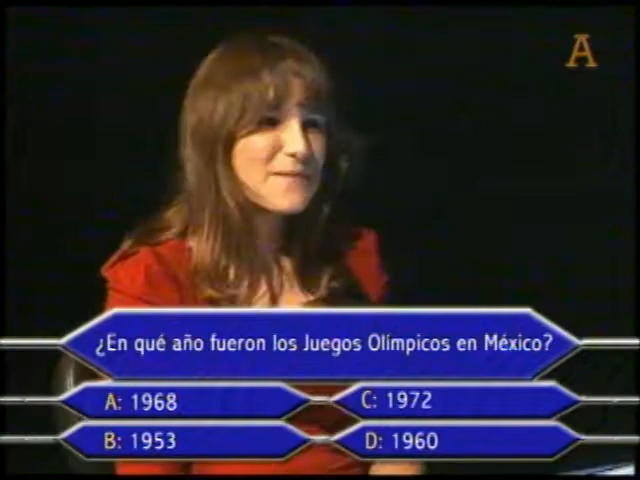 A
¿En qué año fueron los Juegos Olímpicos en México?
A: 1968
C: 1972
B: 1953
D: 1960